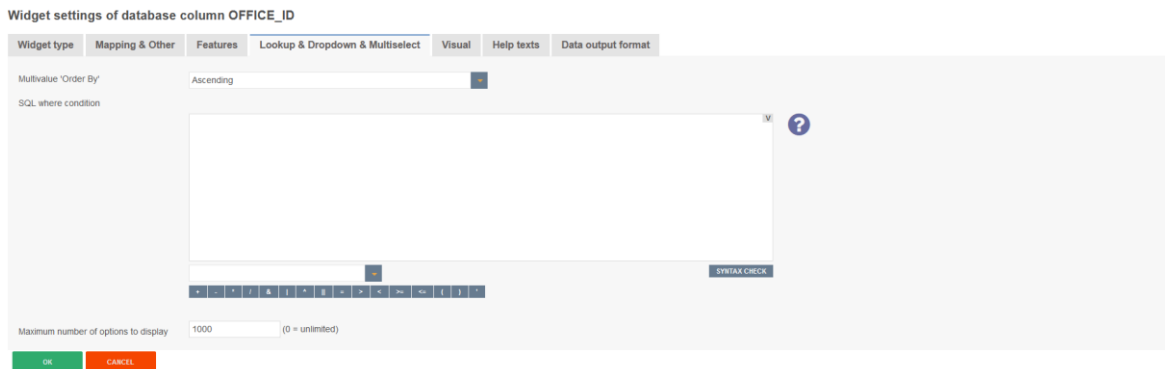 Widget settings of database column OFFICE_ID
Widget type Mapping & Other Features Lookup & Dropdown & Multiselect Visual Help texts Data output format
Multivalue 'Order By' Ascending
SQL where condition
V
?
SYNTAX CHECK
+ - * / & | ^ || = > < >= <= ( ) '
Maximum number of options to display 1000 (0 = unlimited)
OK CANCEL